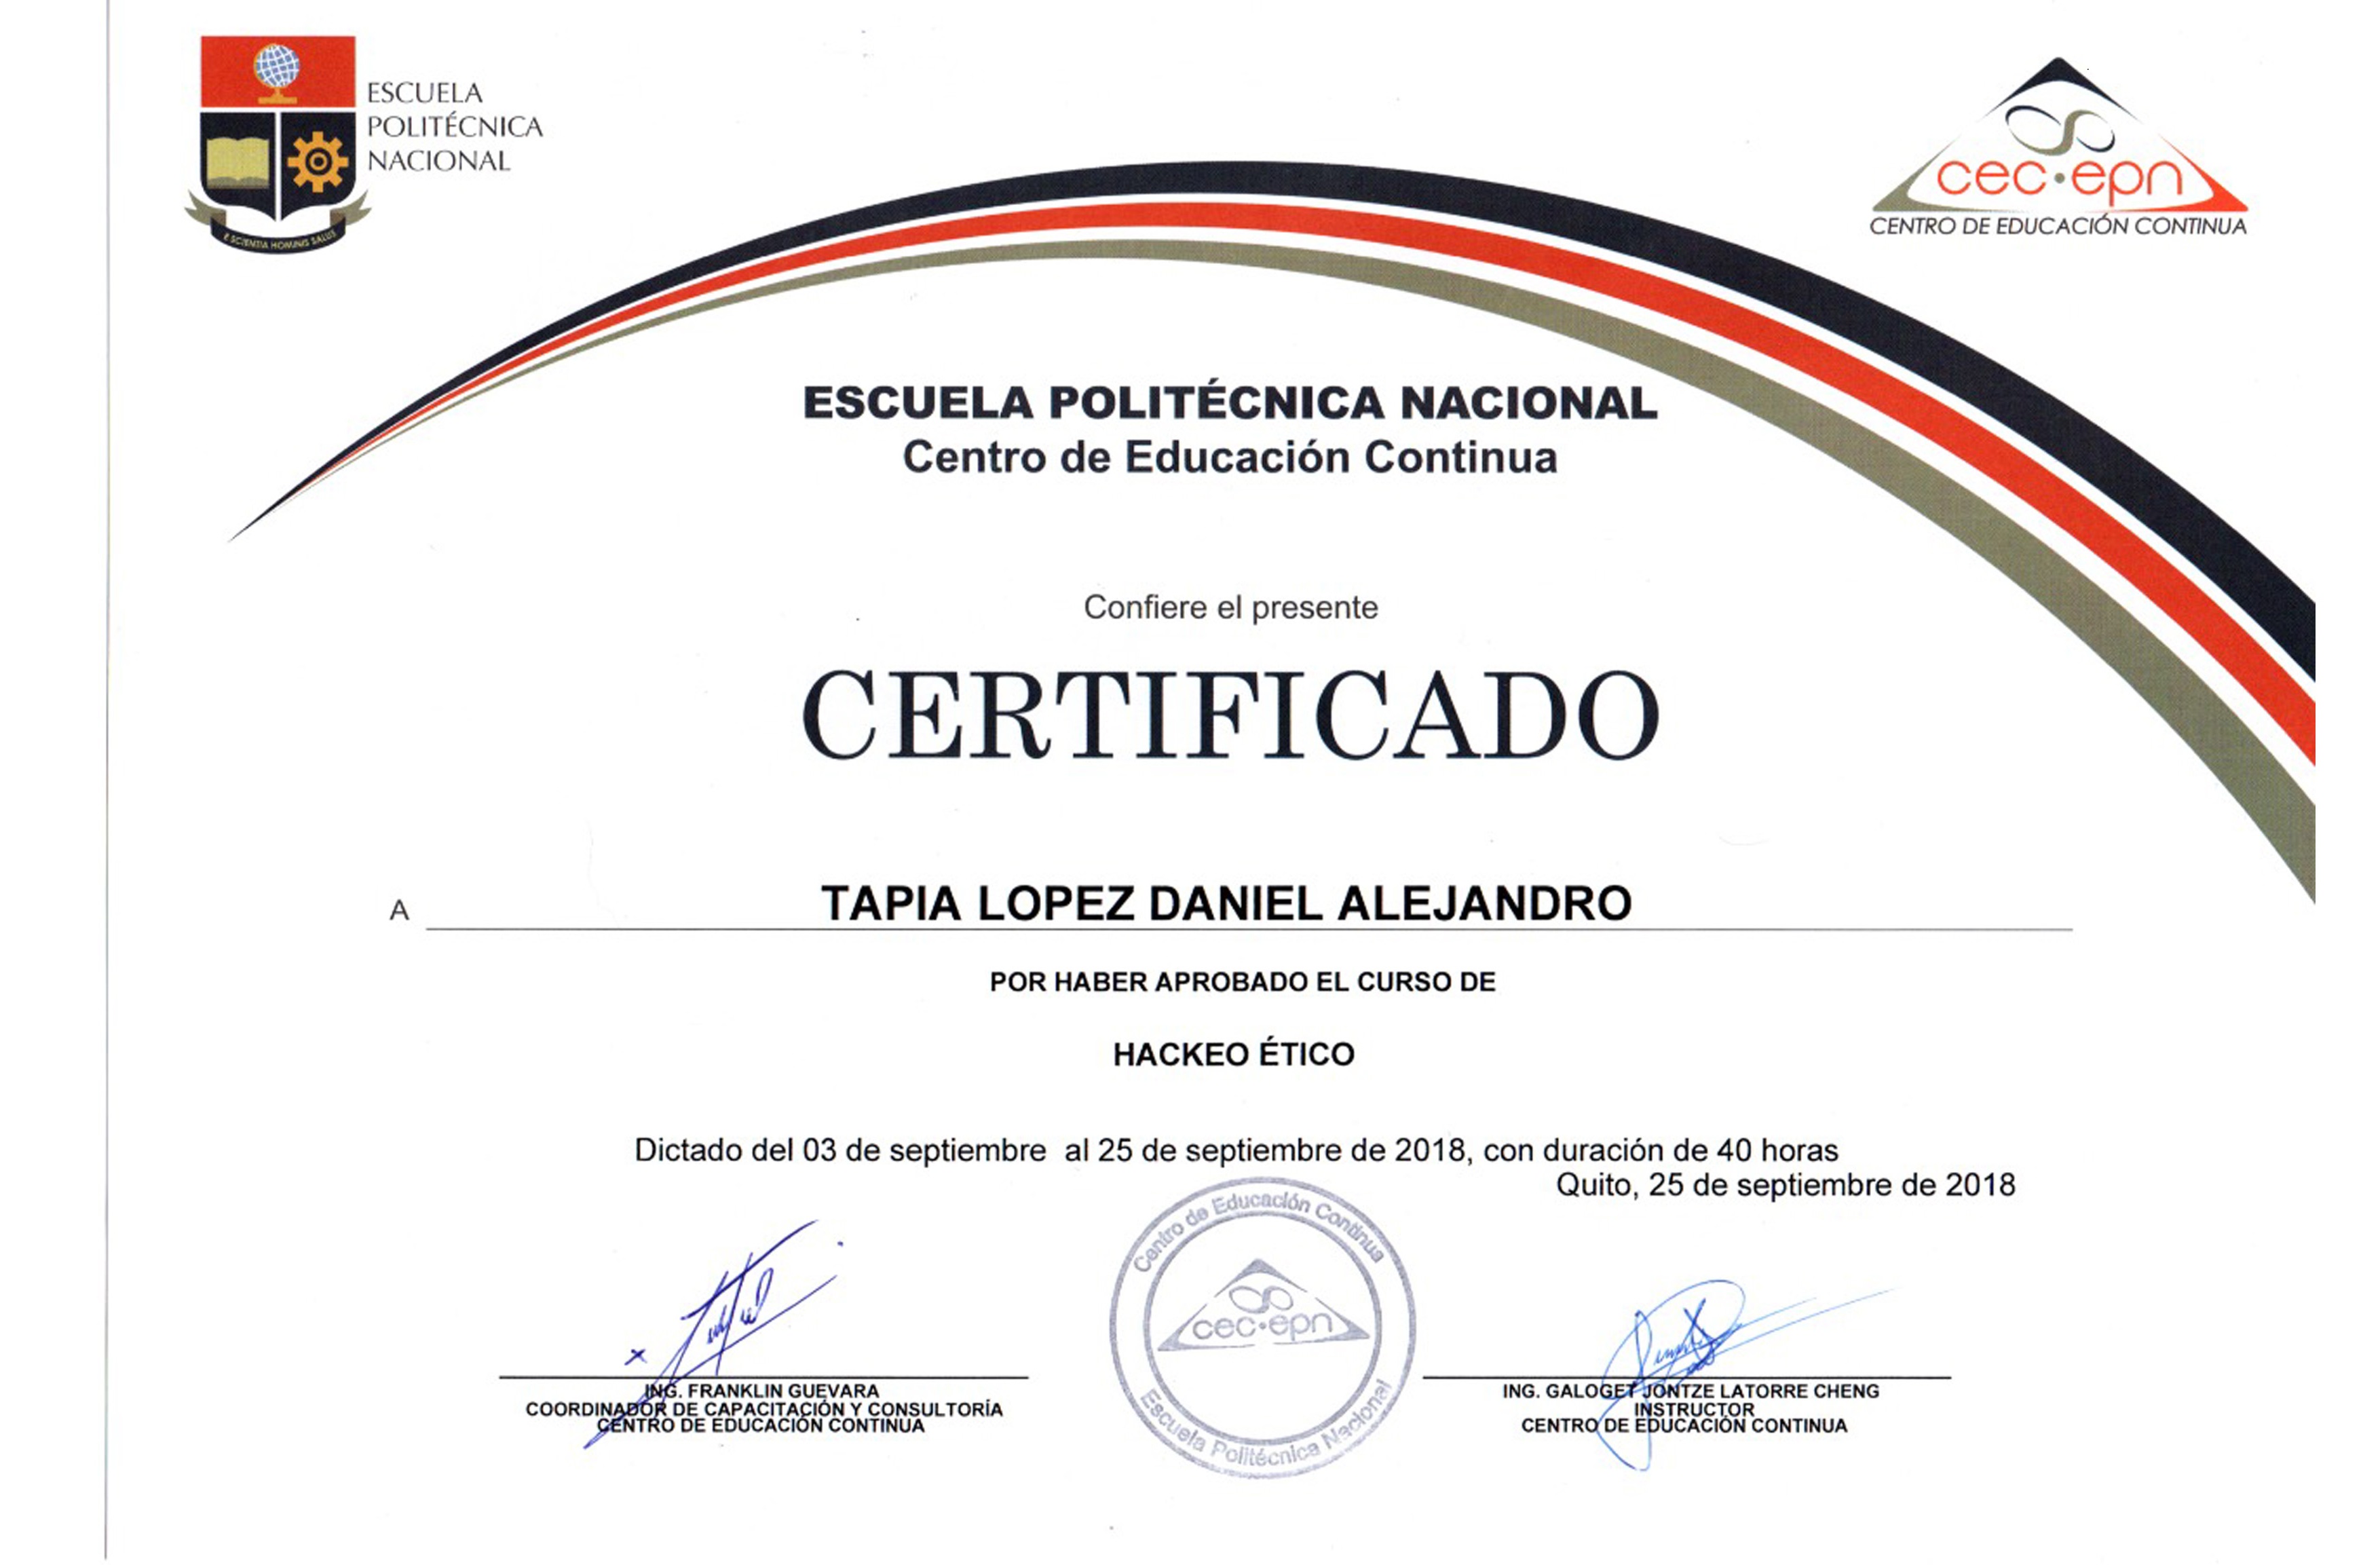 ESCUELA
POLITÉCNICA
NACIONAL
E SCIENTIA HOMINIS SALUS
cec·epn
CENTRO DE EDUCACIÓN CONTINUA
ESCUELA POLITÉCNICA NACIONAL
Centro de Educación Continua
Confiere el presente
CERTIFICADO
A TAPIA LOPEZ DANIEL ALEJANDRO
POR HABER APROBADO EL CURSO DE
HACKEO ÉTICO
Dictado del 03 de septiembre al 25 de septiembre de 2018, con duración de 40 horas
Quito, 25 de septiembre de 2018
Centro de Educación Continua
cec·epn
Escuela Politécnica Nacional
ING. FRANKLIN GUEVARA
COORDINADOR DE CAPACITACIÓN Y CONSULTORÍA
CENTRO DE EDUCACIÓN CONTINUA
ING. GALOGET JONTZE LATORRE CHENG
INSTRUCTOR
CENTRO DE EDUCACIÓN CONTINUA